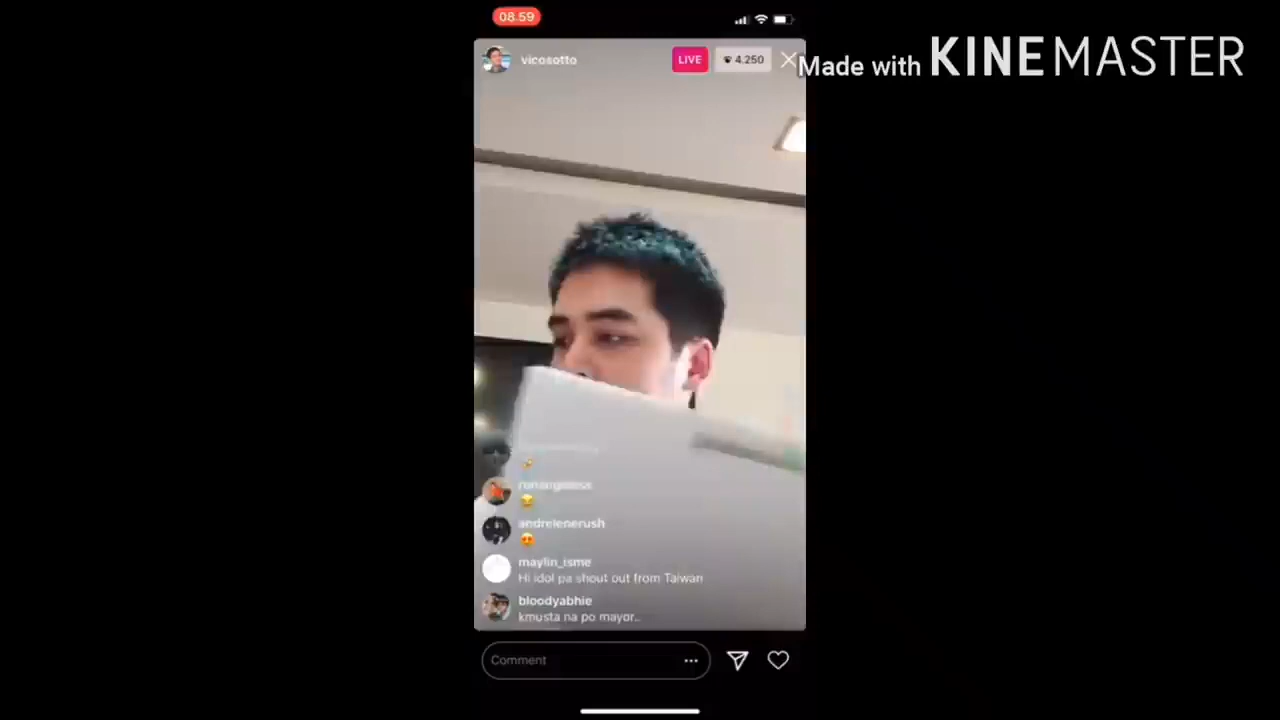 08.59
vicosotto
LIVE
4.250
Made with KINEMASTER
andrelenerush
maylin_isme
Hi idol pa shout out from Taiwan
bloodyabhie
kmusta na po mayor..
Comment